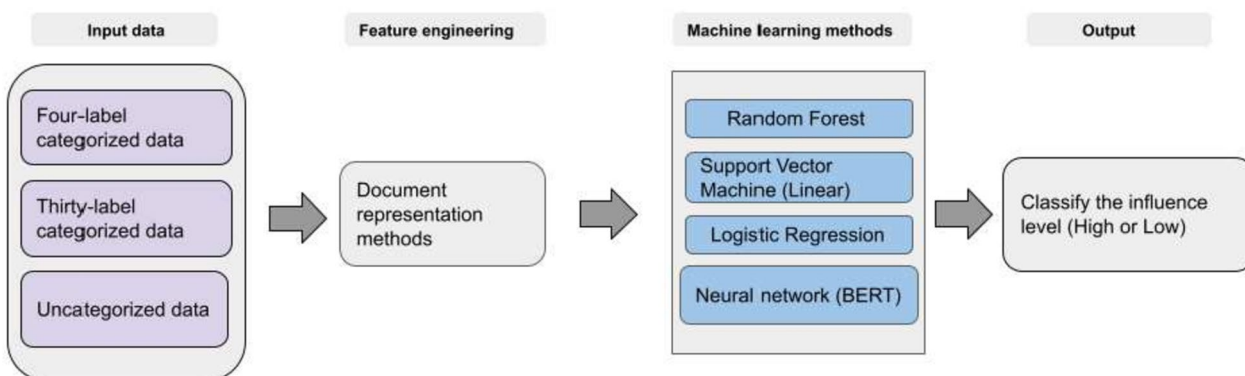 Input data
Feature engineering
Machine learning methods
Output
Four-label
categorized data
Thirty-label
categorized data
Uncategorized data
Document
representation
methods
Random Forest
Support Vector
Machine (Linear)
Logistic Regression
Neural network (BERT)
Classify the influence
level (High or Low)